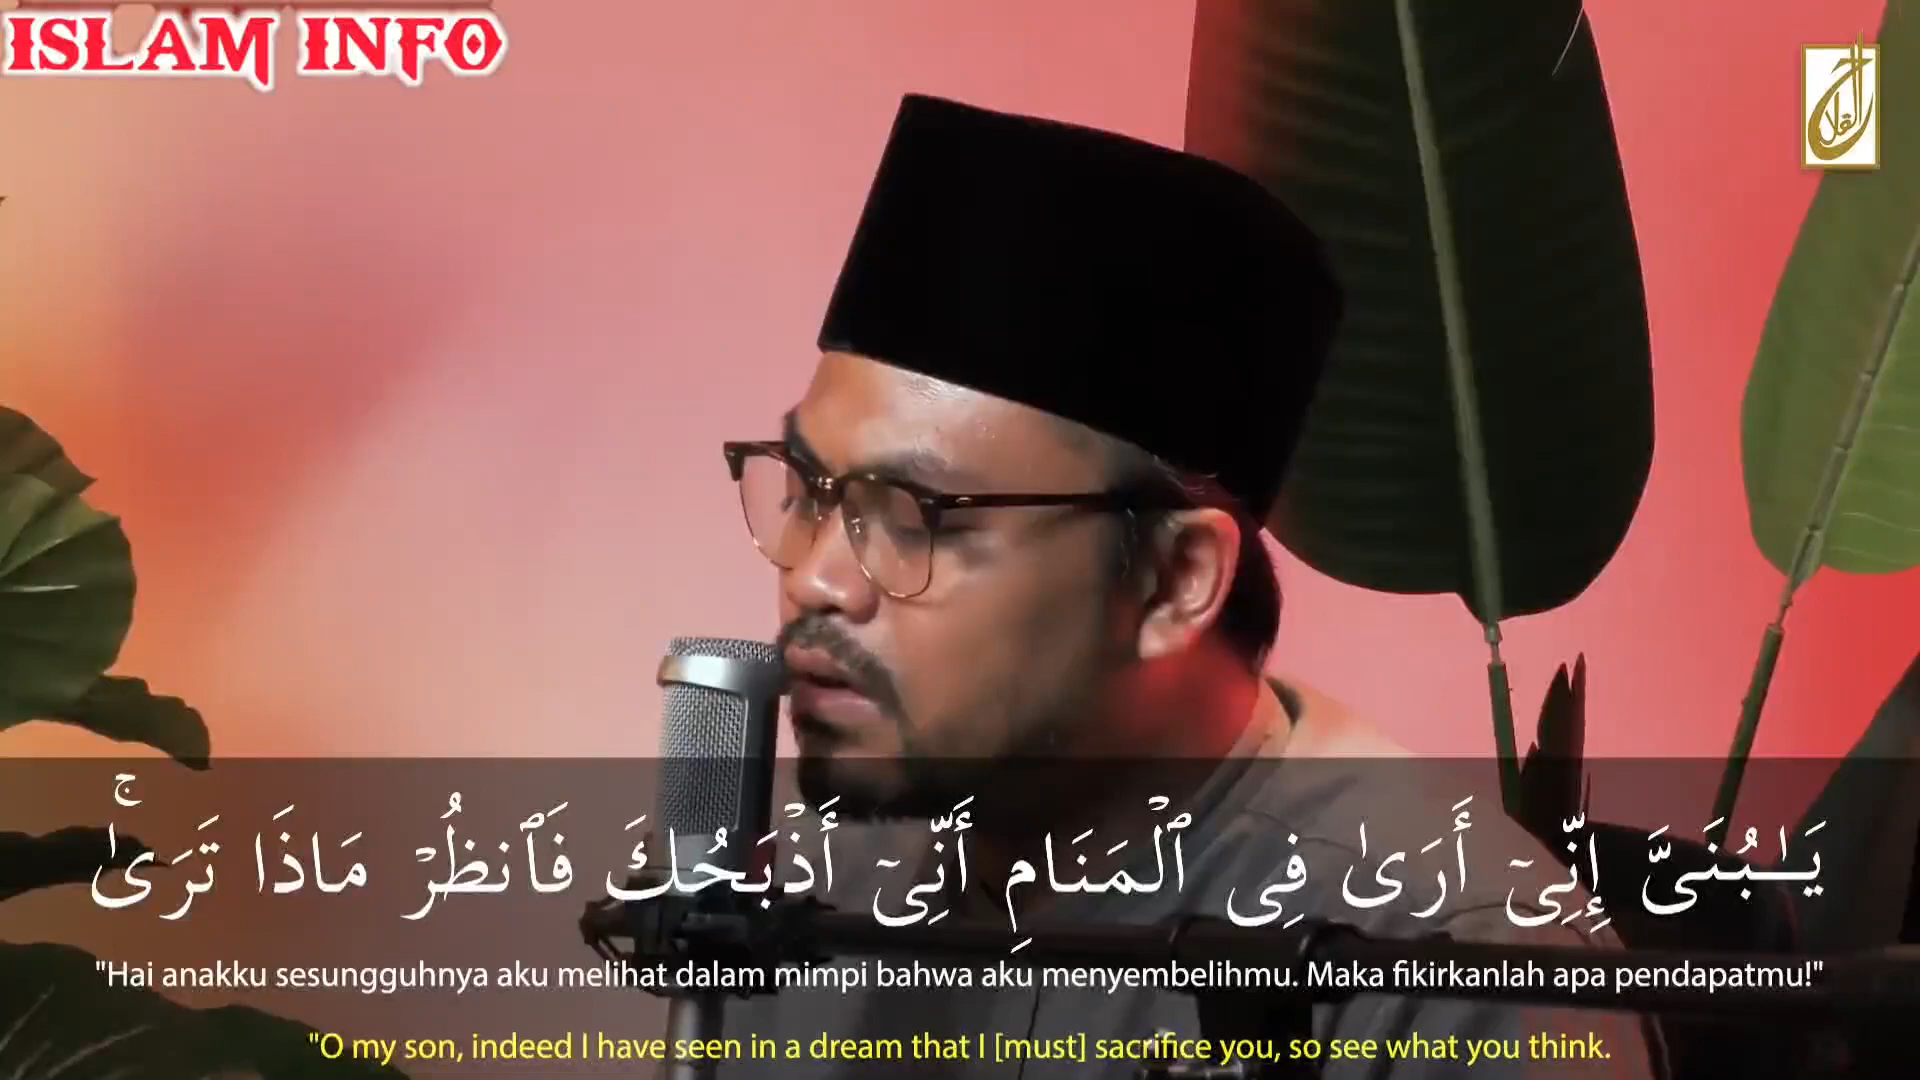 ISLAM INFO
يَـٰبُنَىَّ إِنِّىٓ أَرَىٰ فِى ٱلْمَنَامِ أَنِّىٓ أَذْبَحُكَ فَٱنظُرْ مَاذَا تَرَىٰ ۚ
"Hai anakku sesungguhnya aku melihat dalam mimpi bahwa aku menyembelihmu. Maka fikirkanlah apa pendapatmu!"
"O my son, indeed I have seen in a dream that I [must] sacrifice you, so see what you think.